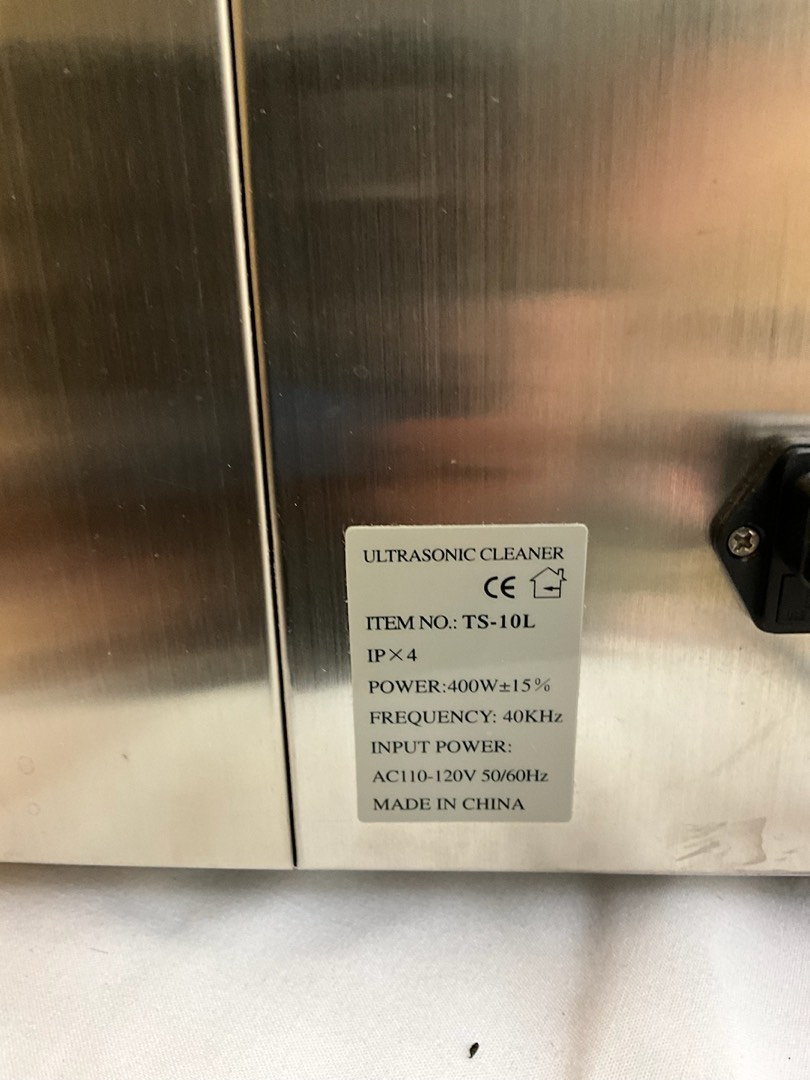 ULTRASONIC CLEANER
CE
ITEM NO.: TS-10L
IP×4
POWER:400W±15%
FREQUENCY: 40KHz
INPUT POWER:
AC110-120V 50/60Hz
MADE IN CHINA